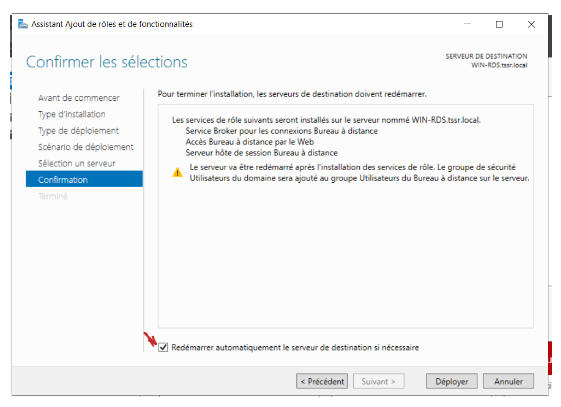 Assistant Ajout de rôles et de fonctionnalités
Confirmer les sélections
SERVEUR DE DESTINATION
WIN-RDS.tssr.local
Avant de commencer
Type d'installation
Type de déploiement
Scénario de déploiement
Sélection un serveur
Confirmation
Terminé
Pour terminer l'installation, les serveurs de destination doivent redémarrer.
Les services de rôle suivants seront installés sur le serveur nommé WIN-RDS.tssr.local.
Service Broker pour les connexions Bureau à distance
Accès Bureau à distance par le Web
Serveur hôte de session Bureau à distance
Le serveur va être redémarré après l'installation des services de rôle. Le groupe de sécurité
Utilisateurs du domaine sera ajouté au groupe Utilisateurs du Bureau à distance sur le serveur.
Redémarrer automatiquement le serveur de destination si nécessaire
< Précédent
Suivant >
Déployer
Annuler